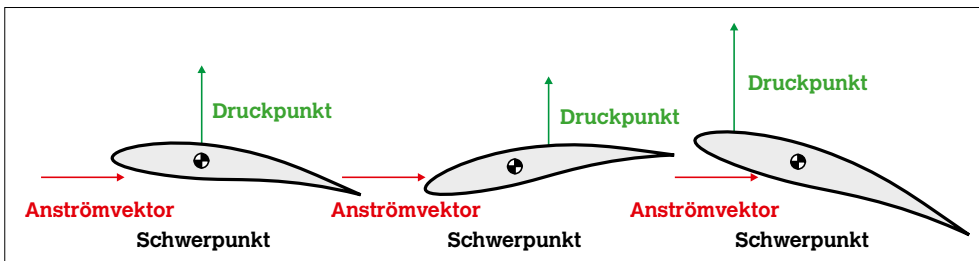 Druckpunkt
Anströmvektor
Schwerpunkt
Druckpunkt
Anströmvektor
Schwerpunkt
Druckpunkt
Anströmvektor
Schwerpunkt